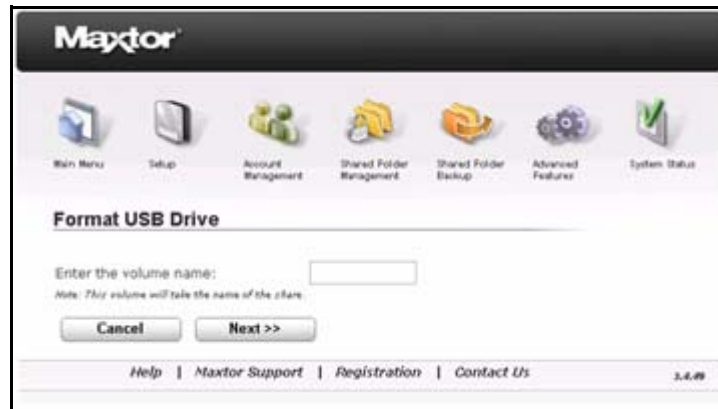 Maxtor
Main Menu
Setup
Account Management
Shared Folder Management
Shared Folder Backup
Advanced Features
System Status
Format USB Drive
Enter the volume name:
Note: This volume will take the name of the share
Cancel
Next >>
Help | Maxtor Support | Registration | Contact Us